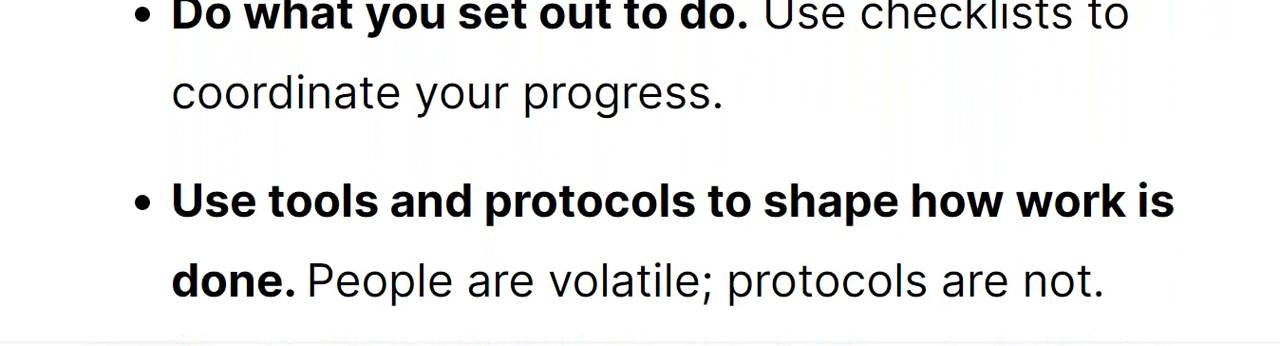 • Do what you set out to do. Use checklists to
coordinate your progress.
• Use tools and protocols to shape how work is
done. People are volatile; protocols are not.